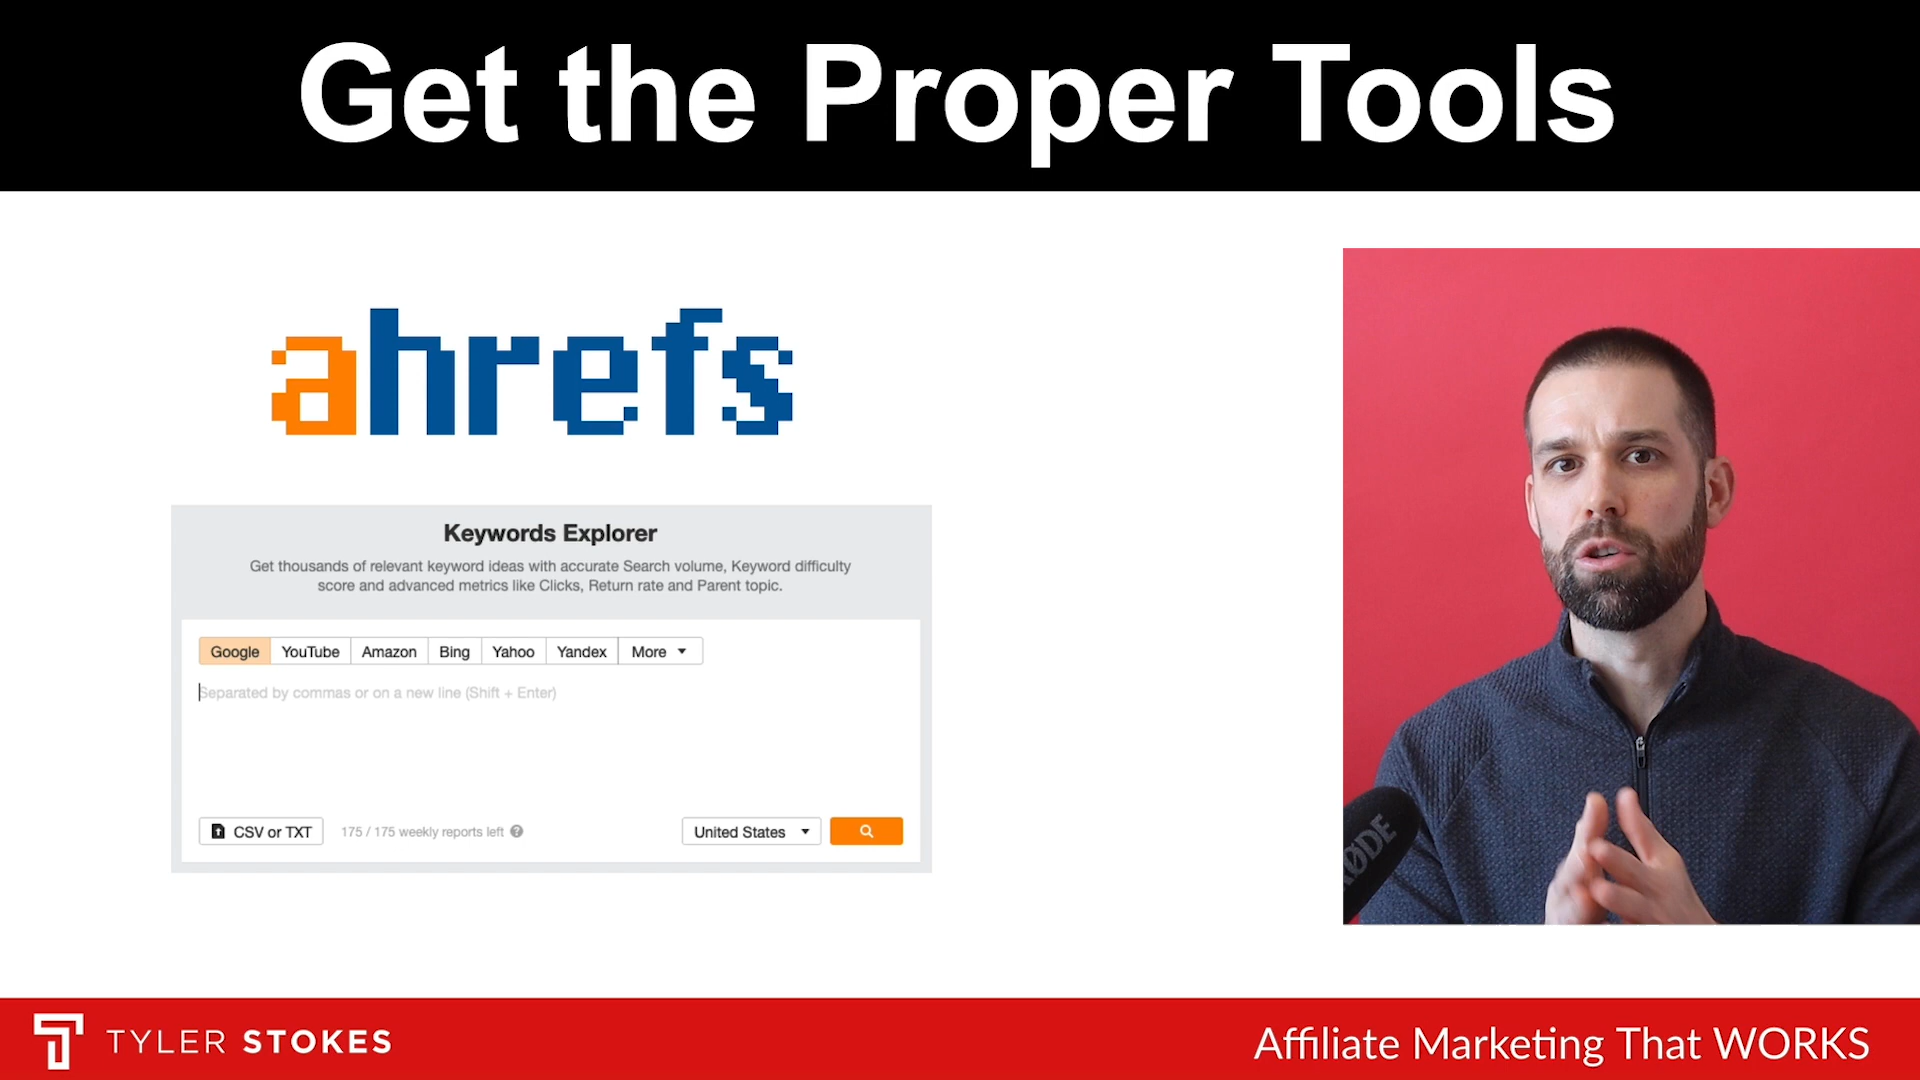 Get the Proper Tools
ahrefs
Keywords Explorer
Get thousands of relevant keyword ideas with accurate Search volume, Keyword difficulty
score and advanced metrics like Clicks, Return rate and Parent topic.
Google YouTube Amazon Bing Yahoo Yandex More
Separated by commas or on a new line (Shift + Enter)
CSV or TXT 175 / 175 weekly reports left ? United States
RØDE
TYLER STOKES
Affiliate Marketing That WORKS